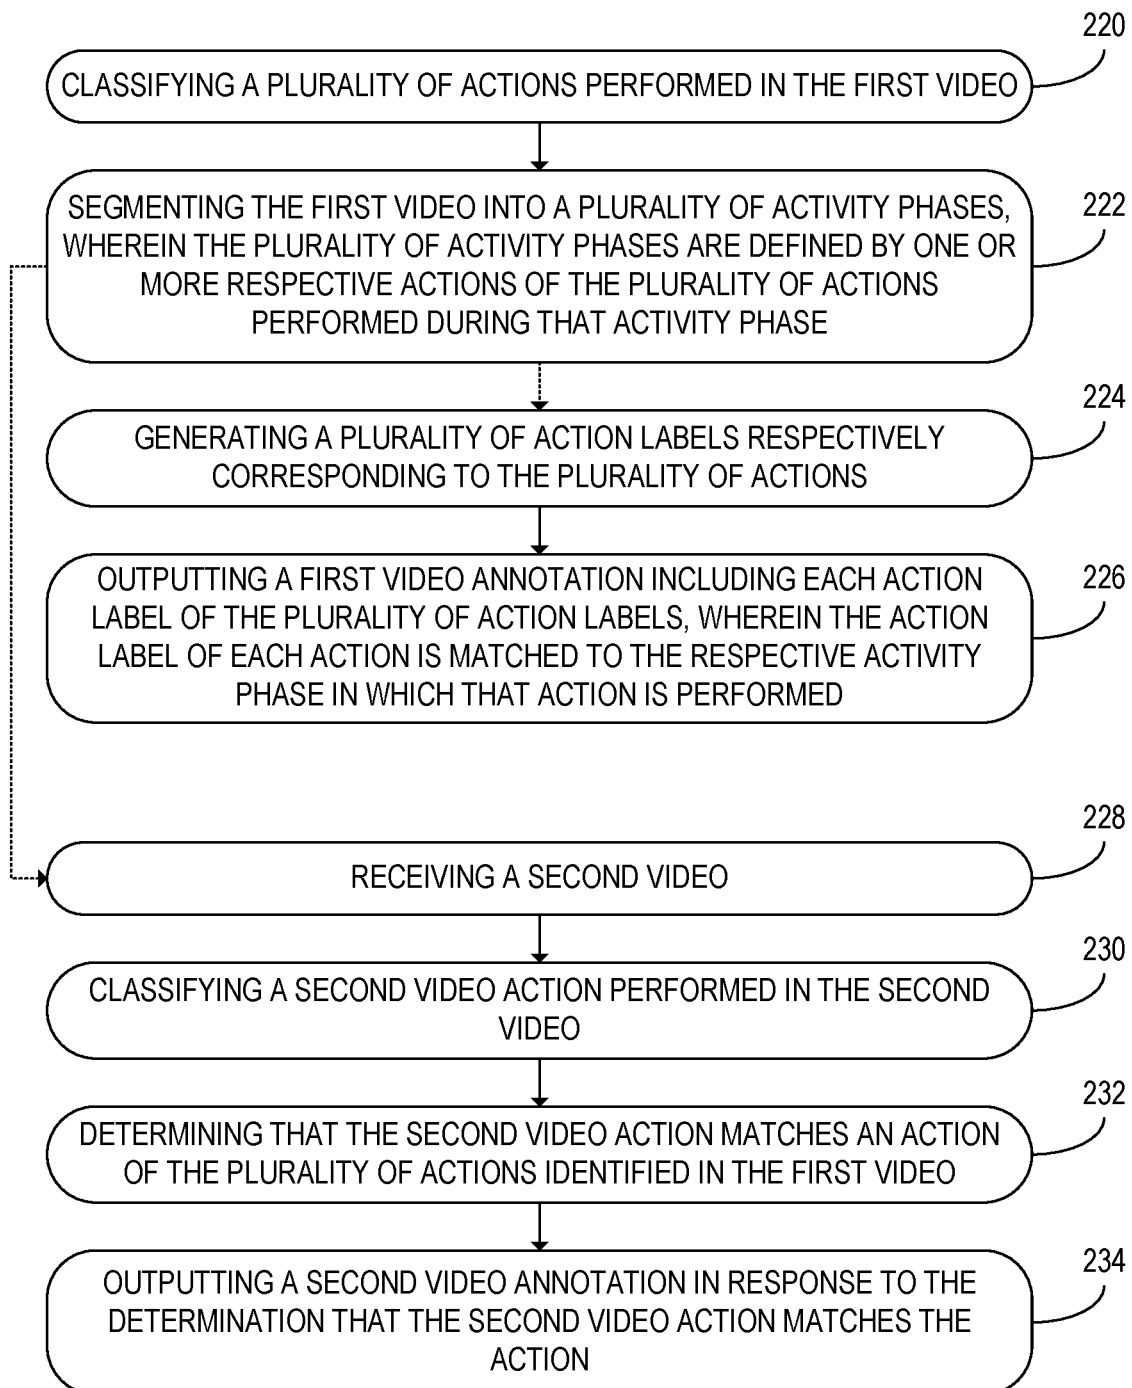 220
CLASSIFYING A PLURALITY OF ACTIONS PERFORMED IN THE FIRST VIDEO
222
SEGMENTING THE FIRST VIDEO INTO A PLURALITY OF ACTIVITY PHASES,
WHEREIN THE PLURALITY OF ACTIVITY PHASES ARE DEFINED BY ONE OR
MORE RESPECTIVE ACTIONS OF THE PLURALITY OF ACTIONS
PERFORMED DURING THAT ACTIVITY PHASE
224
GENERATING A PLURALITY OF ACTION LABELS RESPECTIVELY
CORRESPONDING TO THE PLURALITY OF ACTIONS
226
OUTPUTTING A FIRST VIDEO ANNOTATION INCLUDING EACH ACTION
LABEL OF THE PLURALITY OF ACTION LABELS, WHEREIN THE ACTION
LABEL OF EACH ACTION IS MATCHED TO THE RESPECTIVE ACTIVITY
PHASE IN WHICH THAT ACTION IS PERFORMED
228
RECEIVING A SECOND VIDEO
230
CLASSIFYING A SECOND VIDEO ACTION PERFORMED IN THE SECOND
VIDEO
232
DETERMINING THAT THE SECOND VIDEO ACTION MATCHES AN ACTION
OF THE PLURALITY OF ACTIONS IDENTIFIED IN THE FIRST VIDEO
234
OUTPUTTING A SECOND VIDEO ANNOTATION IN RESPONSE TO THE
DETERMINATION THAT THE SECOND VIDEO ACTION MATCHES THE
ACTION